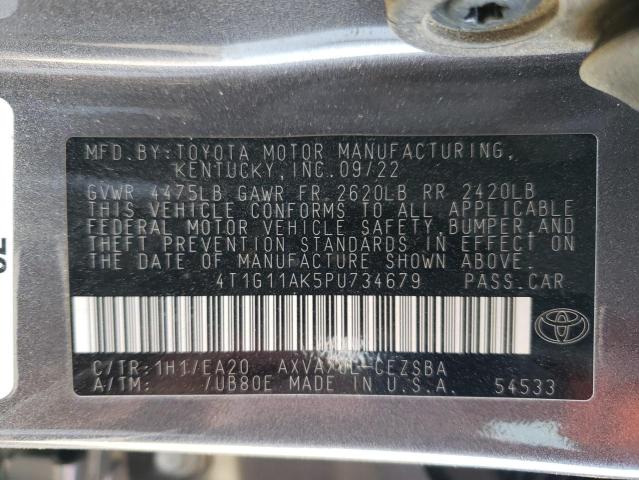 MFD.BY:TOYOTA MOTOR MANUFACTURING,
KENTUCKY,INC.09/22
GVWR 4475LB GAWR FR 2620LB RR 2420LB
THIS VEHICLE CONFORMS TO ALL APPLICABLE
FEDERAL MOTOR VEHICLE SAFETY,BUMPER,AND
THEFT PREVENTION STANDARDS IN EFFECT ON
THE DATE OF MANUFACTURE SHOWN ABOVE.
4T1G11AK5PU734679 PASS.CAR
C/TR:1H1/EA20
A/TM: /UB80E MADE IN U.S.A. 54533